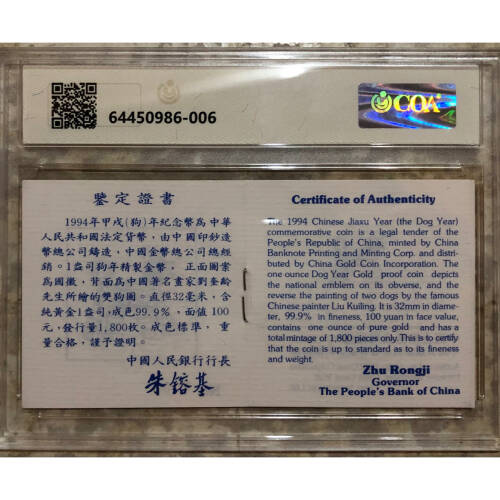 64450986-006
COA
鑒定證書
1994年甲戌(狗)年紀念幣為中華
人民共和國法定貨幣，由中國印鈔造
幣總公司鑄造，中國金幣總公司總經
銷。1盎司狗年精製金幣，正面圖案
為國徽，背面為中國著名畫家劉奎齡
先生所繪的雙狗圖。直徑32毫米，含
純黃金1盎司，成色99.9%，面值100
元，發行量1,800枚。成色標準，重
量合格，謹予證明。
中國人民銀行行長
朱鎔基
Certificate of Authenticity
The 1994 Chinese Jiaxu Year (the Dog Year)
commemorative coin is a legal tender of the
People's Republic of China, minted by China
Banknote Printing and Minting Corp. and distri-
buted by China Gold Coin Incorporation. The
one ounce Dog Year Gold proof coin depicts
the national emblem on its obverse, and the
reverse the painting of two dogs by the famous
Chinese painter Liu Kuiling. It is 32mm in diame-
ter, 99.9% in fineness, 100 yuan in face value,
contains one ounce of pure gold and has a
total mintage of 1,800 pieces only. This is to certify
that the coin is up to standard as to its fineness
and weight.
Zhu Rongji
Governor
The People's Bank of China